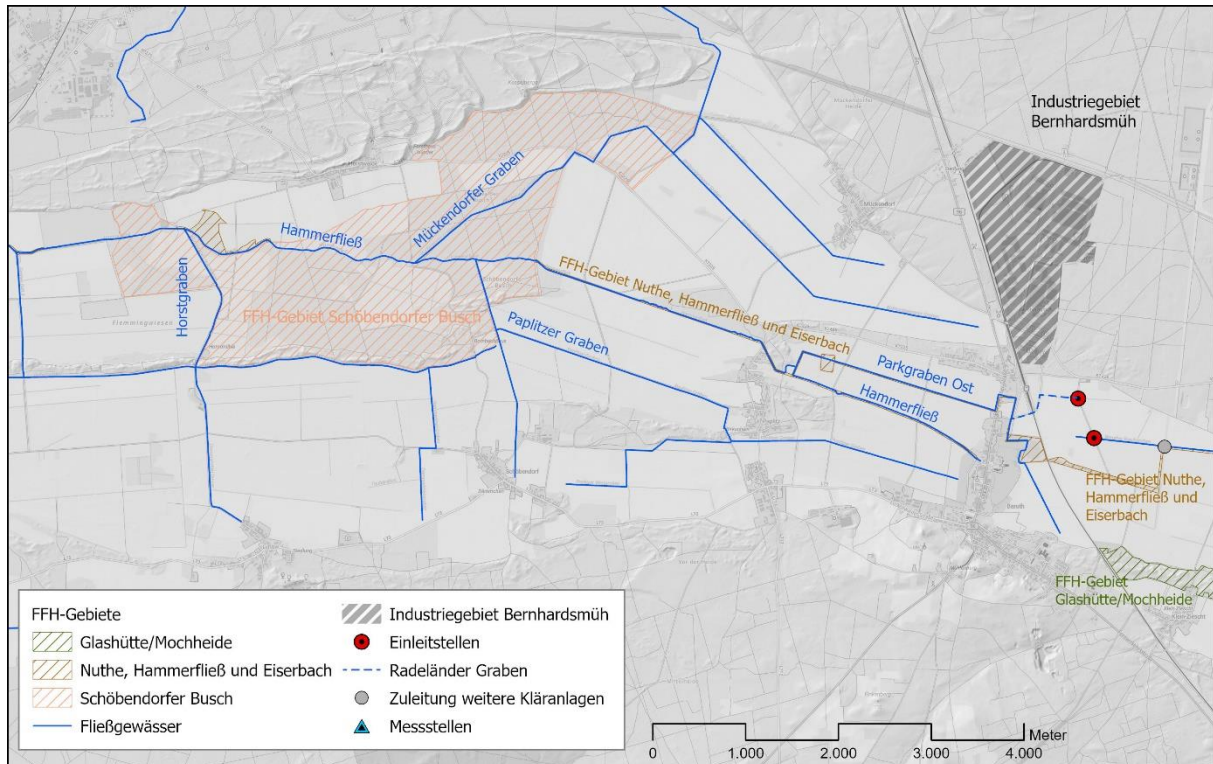 Industriegebiet
Bernhardsmüh
Mückendorfer Graben
Hammerfließ
Horstgraben
FFH-Gebiet Schöbendorfer Busch
FFH-Gebiet Nuthe, Hammerfließ und Eiserbach
Paplitzer Graben
Parkgraben Ost
Hammerfließ
FFH-Gebiet Nuthe,
Hammerfließ und
Eiserbach
FFH-Gebiet
Glashütte/Mochheide
FFH-Gebiete
Glashütte/Mochheide
Nuthe, Hammerfließ und Eiserbach
Schöbendorfer Busch
Fließgewässer
Industriegebiet Bernhardsmüh
Einleitstellen
Radeländer Graben
Zuleitung weitere Kläranlagen
Messstellen
Meter
0 1.000 2.000 3.000 4.000